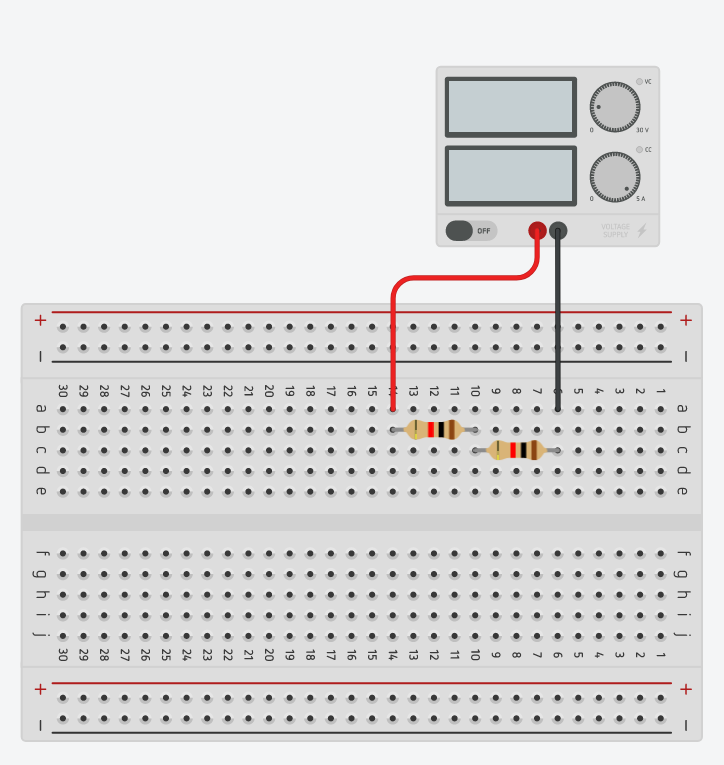 VC
0 30 V
CC
0 5 A
OFF
VOLTAGE
SUPPLY
+ +
− −
30 29 28 27 26 25 24 23 22 21 20 19 18 17 16 15 14 13 12 11 10 9 8 7 6 5 4 3 2 1
a a
b b
c c
d d
e e
f f
g g
h h
i i
j j
30 29 28 27 26 25 24 23 22 21 20 19 18 17 16 15 14 13 12 11 10 9 8 7 6 5 4 3 2 1
+ +
− −